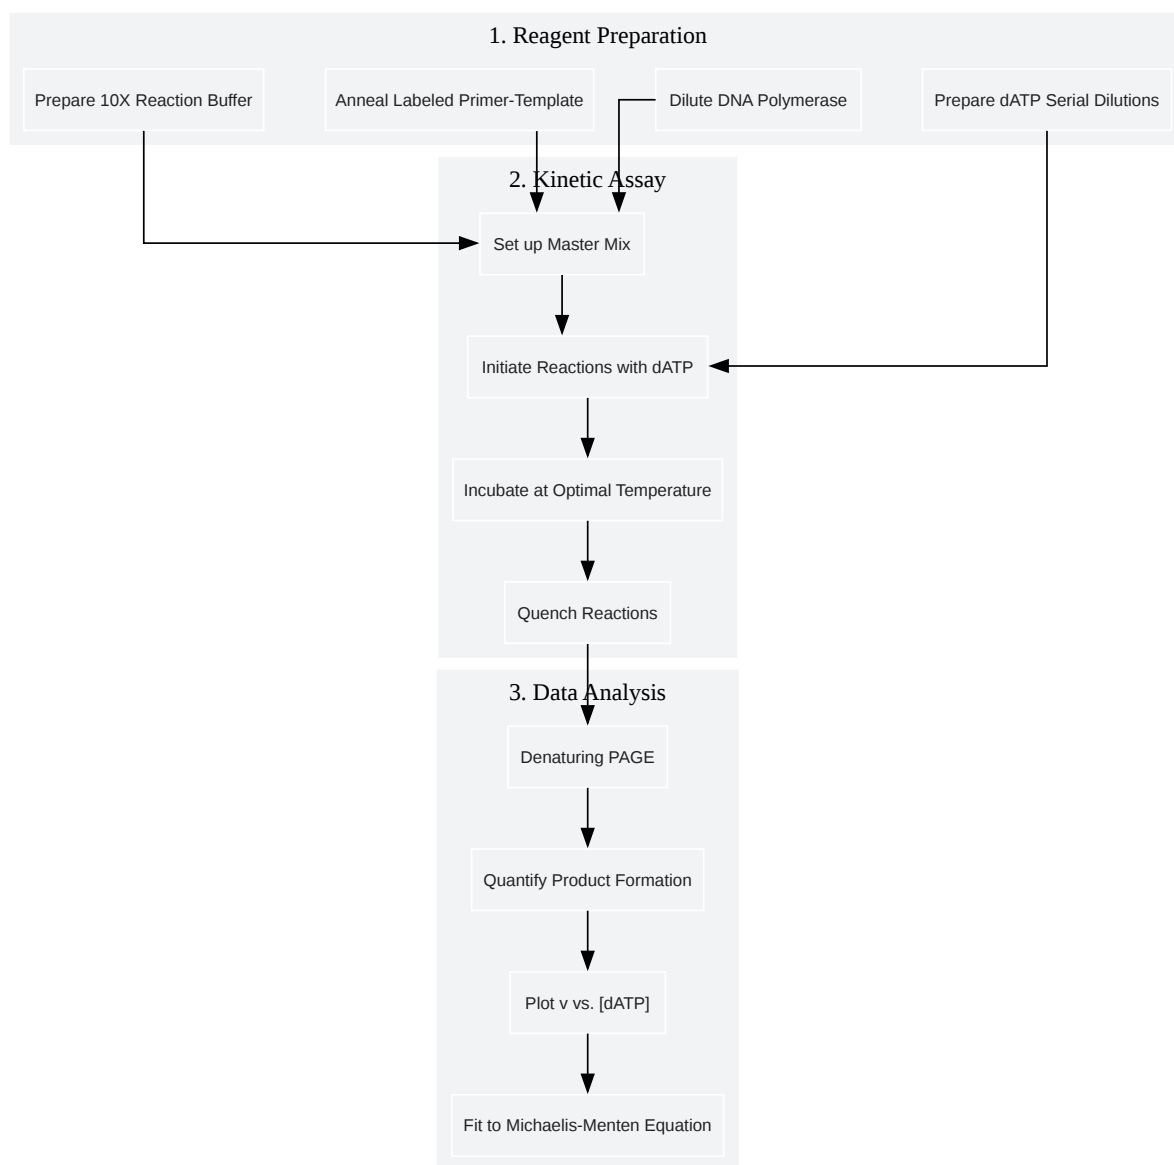 1. Reagent Preparation
Prepare 10X Reaction Buffer
Anneal Labeled Primer-Template
Dilute DNA Polymerase
Prepare dATP Serial Dilutions
2. Kinetic Assay
Set up Master Mix
Initiate Reactions with dATP
Incubate at Optimal Temperature
Quench Reactions
3. Data Analysis
Denaturing PAGE
Quantify Product Formation
Plot v vs. [dATP]
Fit to Michaelis-Menten Equation